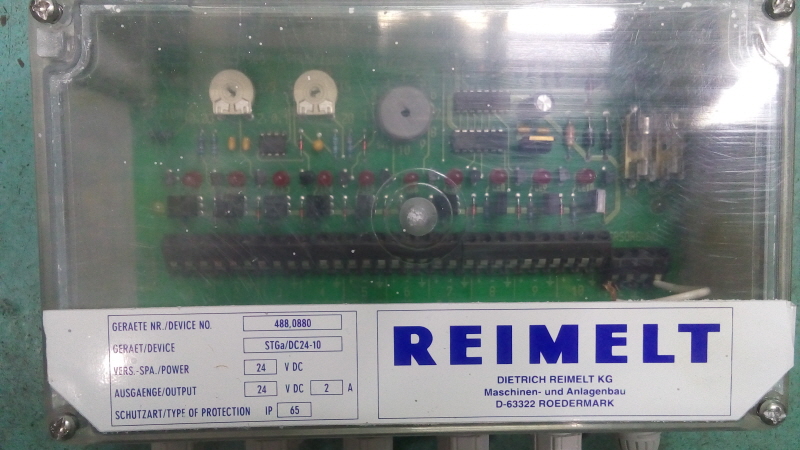 GERAETE NR./DEVICE NO. 488.0880
GERAET/DEVICE STGa/DC24-10
VERS.-SPA./POWER 24 V DC
AUSGAENGE/OUTPUT 24 V DC 2 A
SCHUTZART/TYPE OF PROTECTION IP 65
REIMELT
DIETRICH REIMELT KG
Maschinen- und Anlagenbau
D-63322 ROEDERMARK